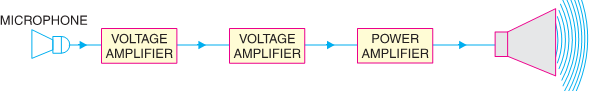 MICROPHONE
VOLTAGE
AMPLIFIER
VOLTAGE
AMPLIFIER
POWER
AMPLIFIER